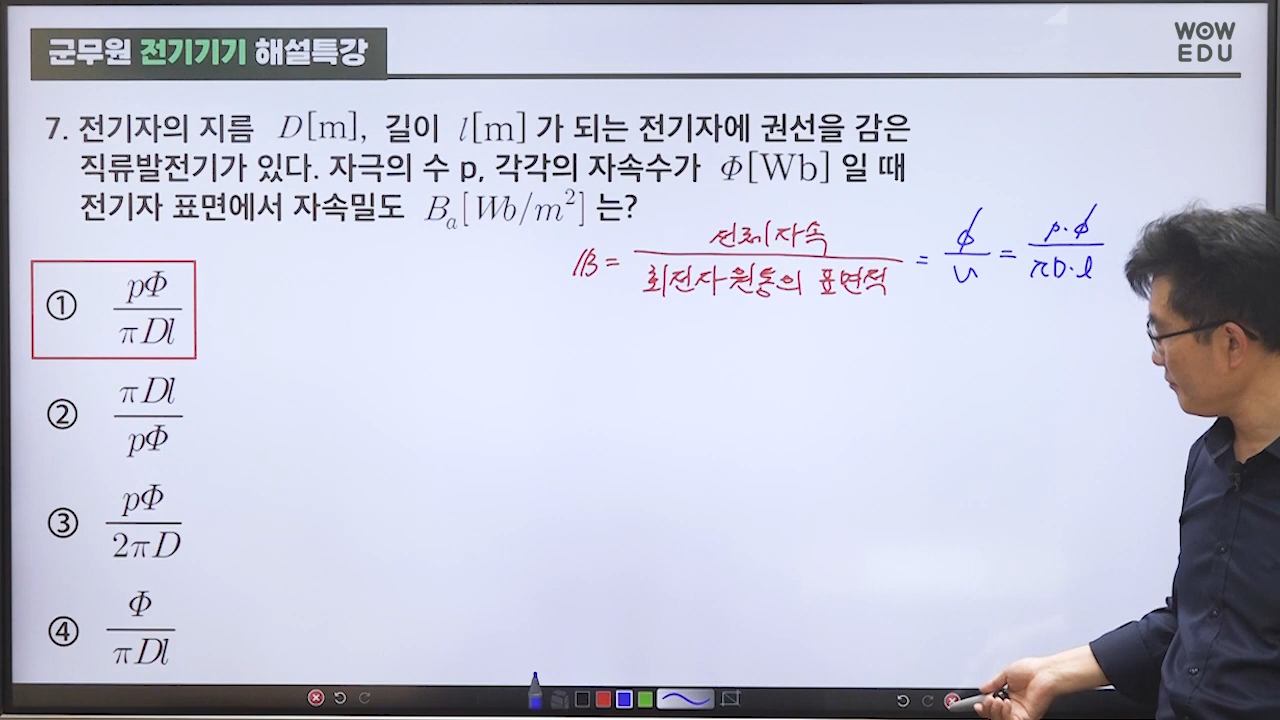 군무원 전기기기 해설특강
WOW
EDU
7. 전기자의 지름 D[m], 길이 l[m] 가 되는 전기자에 권선을 감은
직류발전기가 있다. 자극의 수 p, 각각의 자속수가 Φ[Wb] 일 때
전기자 표면에서 자속밀도 Bₐ[Wb/m²] 는?
B = 전체자속 / 회전자 원통의 표면적 = ϕ / = p·ϕ / πD·l
① pΦ / πDl
② πDl / pΦ
③ pΦ / 2πD
④ Φ / πDl